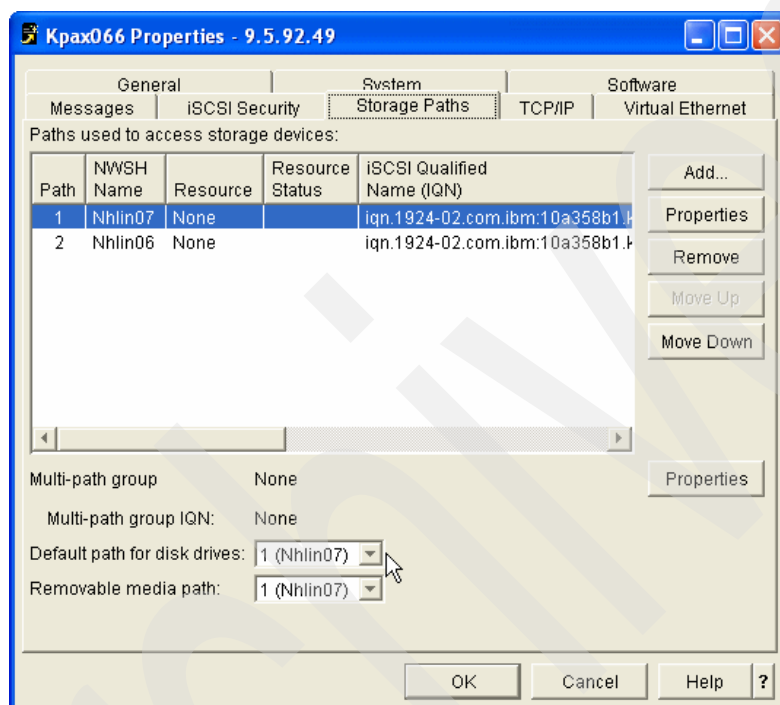 Kpax066 Properties - 9.5.92.49
General System Software
Messages iSCSI Security Storage Paths TCP/IP Virtual Ethernet
Paths used to access storage devices:
Path NWSH Name Resource Resource Status iSCSI Qualified Name (IQN)
1 Nhlin07 None iqn.1924-02.com.ibm:10a358b1.k
2 Nhlin06 None iqn.1924-02.com.ibm:10a358b1.k
Add...
Properties
Remove
Move Up
Move Down
Multi-path group None Properties
Multi-path group IQN: None
Default path for disk drives: 1 (Nhlin07)
Removable media path: 1 (Nhlin07)
OK Cancel Help ?